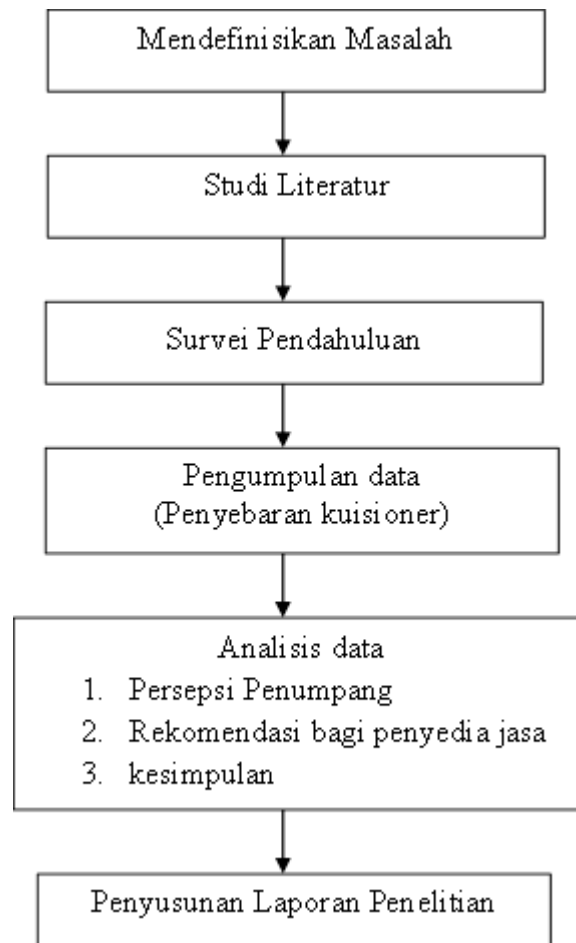 Mendefinisikan Masalah
Studi Literatur
Survei Pendahuluan
Pengumpulan data
(Penyebaran kuisioner)
Analisis data
1. Persepsi Penumpang
2. Rekomendasi bagi penyedia jasa
3. kesimpulan
Penyusunan Laporan Penelitian